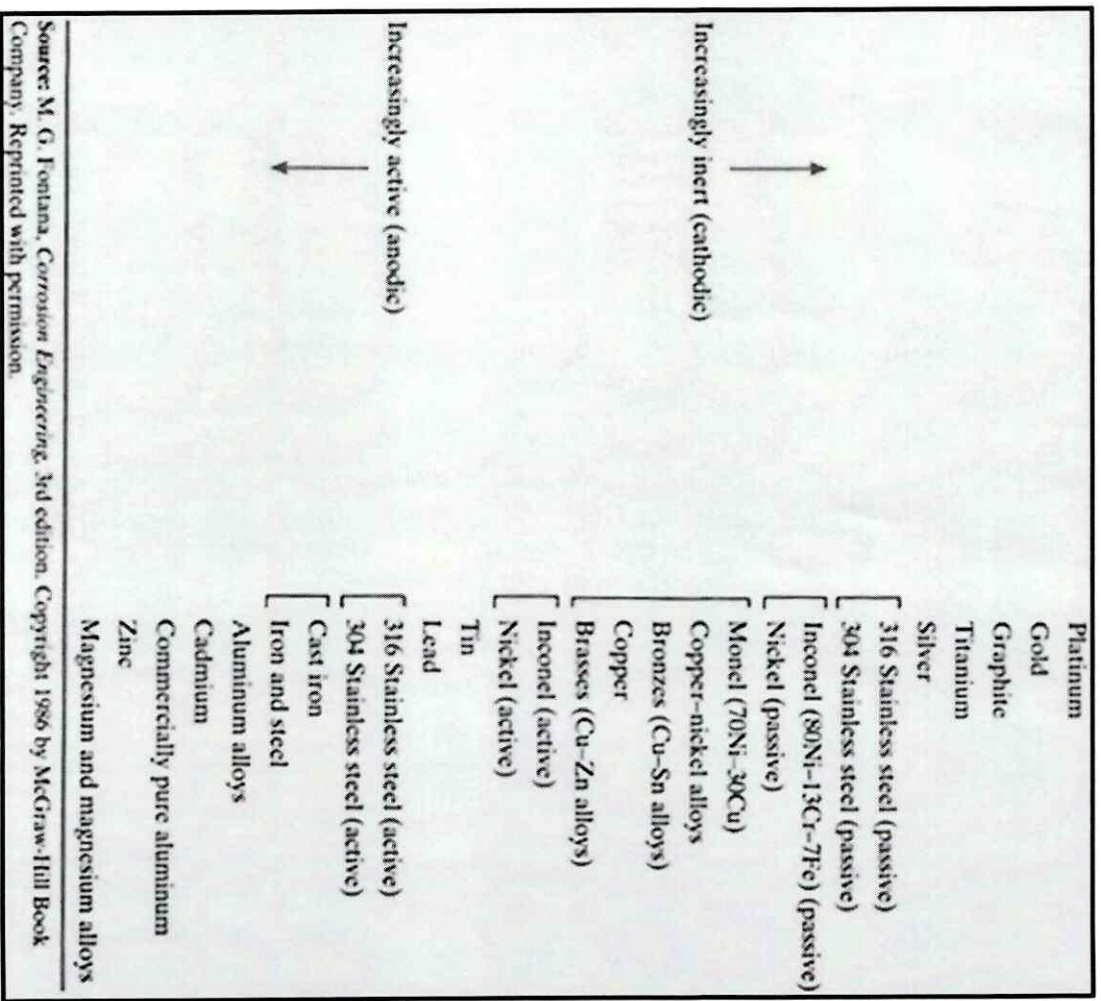 Platinum
Gold
Graphite
Titanium
Silver
316 Stainless steel (passive)
304 Stainless steel (passive)
Inconel (80Ni–13Cr–7Fe) (passive)
Nickel (passive)
Monel (70Ni–30Cu)
Copper–nickel alloys
Bronzes (Cu–Sn alloys)
Copper
Brasses (Cu–Zn alloys)
Inconel (active)
Nickel (active)
Tin
Lead
316 Stainless steel (active)
304 Stainless steel (active)
Cast iron
Iron and steel
Aluminum alloys
Cadmium
Commercially pure aluminum
Zinc
Magnesium and magnesium alloys
Increasingly inert (cathodic)
Increasingly active (anodic)
Source: M. G. Fontana, Corrosion Engineering, 3rd edition. Copyright 1986 by McGraw-Hill Book
Company. Reprinted with permission.